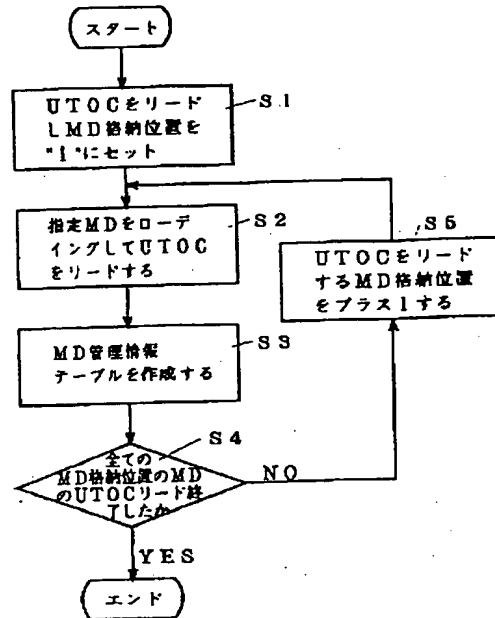 スタート
UTOCをリード
しMD格納位置を
"1"にセット
S1
指定MDをローデ
ィングしてUTOC
をリードする
S2
UTOCをリード
するMD格納位置
をプラス1する
S5
MD管理情報
テーブルを作成する
S3
全ての
MD格納位置のMD
のUTOCリード終
了したか
S4
NO
YES
エンド